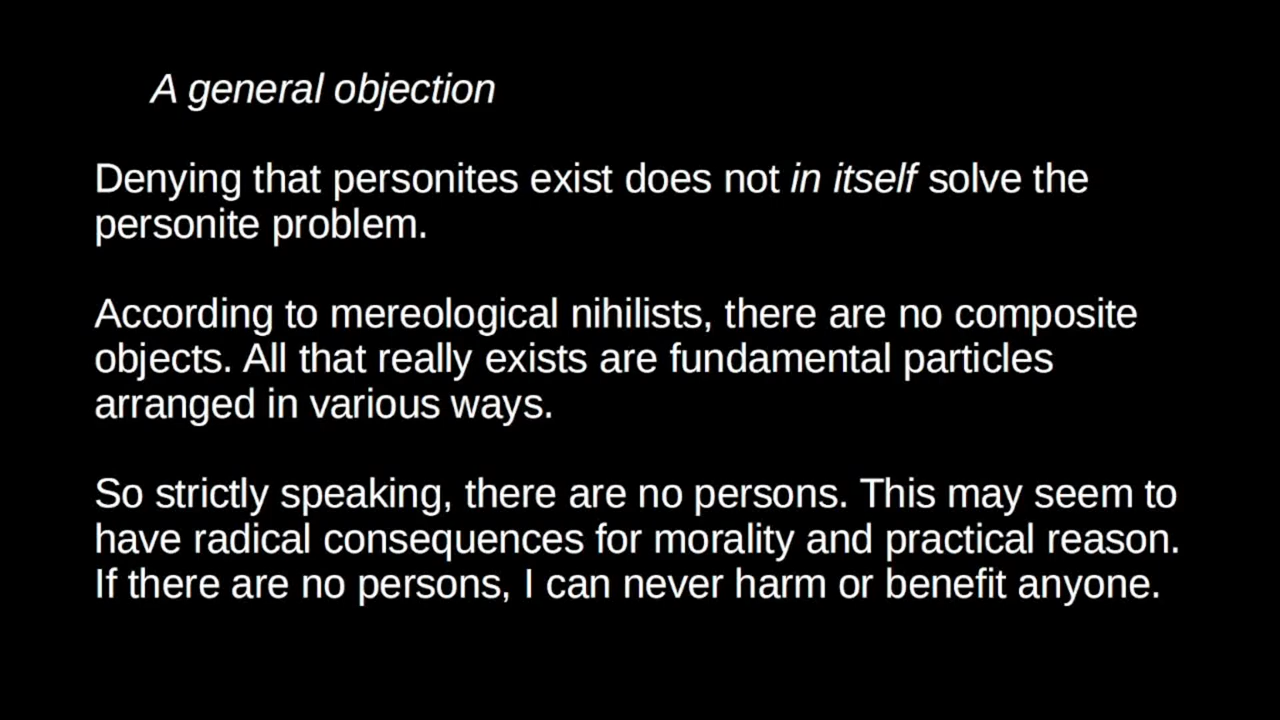 A general objection
Denying that personites exist does not in itself solve the
personite problem.
According to mereological nihilists, there are no composite
objects. All that really exists are fundamental particles
arranged in various ways.
So strictly speaking, there are no persons. This may seem to
have radical consequences for morality and practical reason.
If there are no persons, I can never harm or benefit anyone.